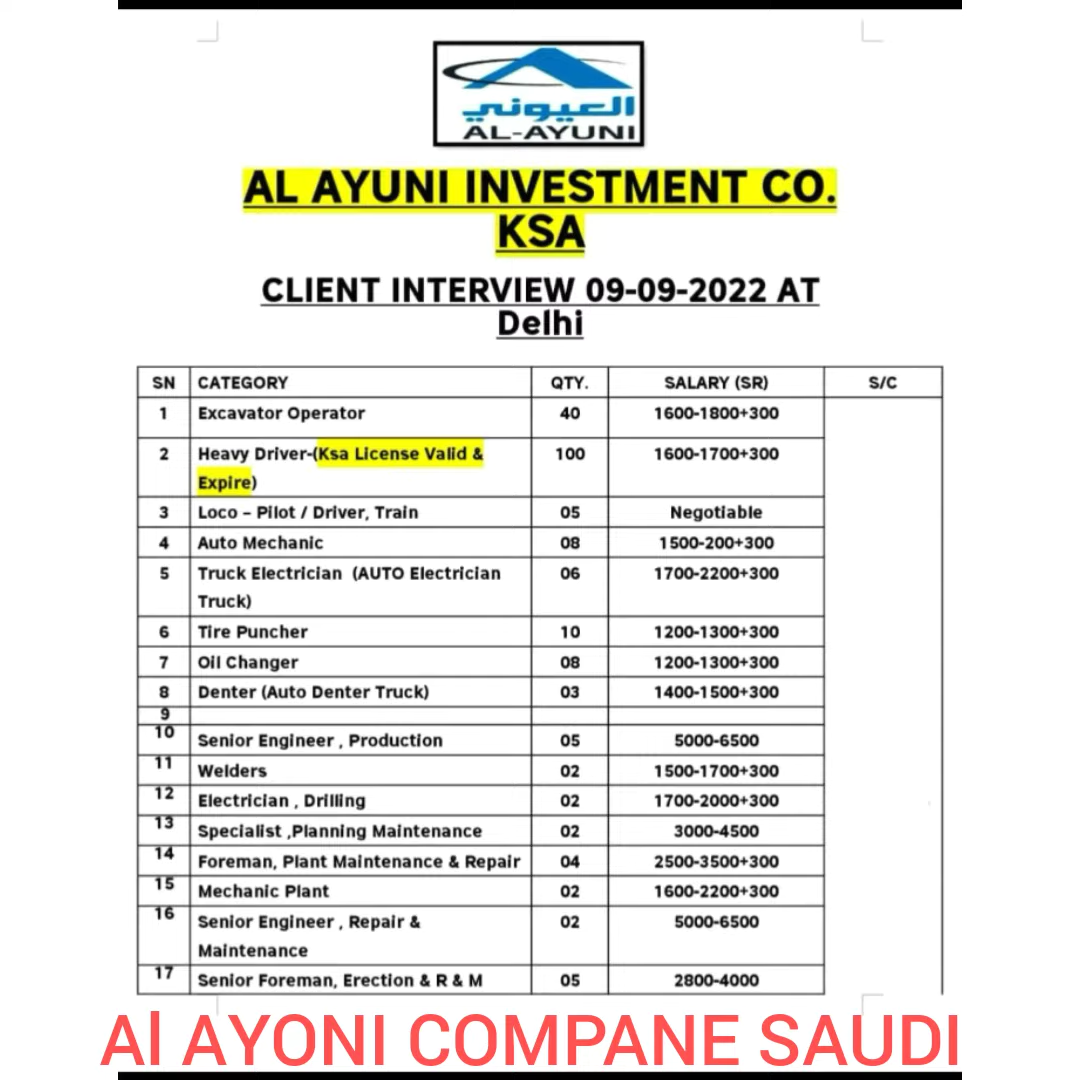 العيوني
AL-AYUNI
AL AYUNI INVESTMENT CO.
KSA
CLIENT INTERVIEW 09-09-2022 AT
Delhi
SN CATEGORY QTY. SALARY (SR) S/C
1 Excavator Operator 40 1600-1800+300
2 Heavy Driver-(Ksa License Valid & 100 1600-1700+300
Expire)
3 Loco – Pilot / Driver, Train 05 Negotiable
4 Auto Mechanic 08 1500-200+300
5 Truck Electrician (AUTO Electrician 06 1700-2200+300
Truck)
6 Tire Puncher 10 1200-1300+300
7 Oil Changer 08 1200-1300+300
8 Denter (Auto Denter Truck) 03 1400-1500+300
9
10 Senior Engineer , Production 05 5000-6500
11 Welders 02 1500-1700+300
12 Electrician , Drilling 02 1700-2000+300
13 Specialist ,Planning Maintenance 02 3000-4500
14 Foreman, Plant Maintenance & Repair 04 2500-3500+300
15 Mechanic Plant 02 1600-2200+300
16 Senior Engineer , Repair & 02 5000-6500
Maintenance
17 Senior Foreman, Erection & R & M 05 2800-4000
Al AYONI COMPANE SAUDI